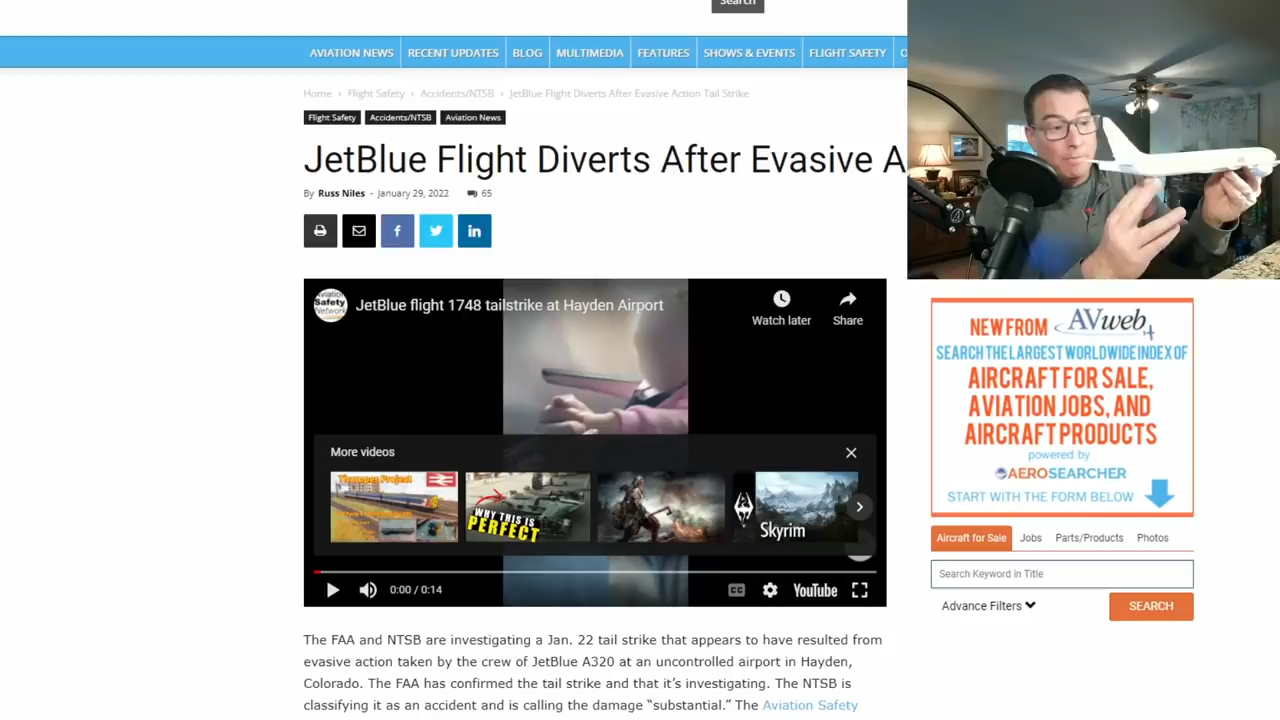 Search
AVIATION NEWS
RECENT UPDATES
BLOG
MULTIMEDIA
FEATURES
SHOWS & EVENTS
FLIGHT SAFETY
Home › Flight Safety › Accidents/NTSB › JetBlue Flight Diverts After Evasive Action Tail Strike
Flight Safety
Accidents/NTSB
Aviation News
JetBlue Flight Diverts After Evasive A
By Russ Niles - January 29, 2022 65
Aviation
Safety
Network
JetBlue flight 1748 tailstrike at Hayden Airport
Watch later
Share
More videos
Thumper Project
WHY THIS IS
PERFECT
Skyrim
0:00 / 0:14
CC
YouTube
The FAA and NTSB are investigating a Jan. 22 tail strike that appears to have resulted from
evasive action taken by the crew of JetBlue A320 at an uncontrolled airport in Hayden,
Colorado. The FAA has confirmed the tail strike and that it's investigating. The NTSB is
classifying it as an accident and is calling the damage “substantial.” The Aviation Safety
NEW FROM AVweb
SEARCH THE LARGEST WORLDWIDE INDEX OF
AIRCRAFT FOR SALE,
AVIATION JOBS, AND
AIRCRAFT PRODUCTS
powered by
AEROSEARCHER
START WITH THE FORM BELOW
Aircraft for Sale
Jobs
Parts/Products
Photos
Search Keyword in Title
Advance Filters
SEARCH